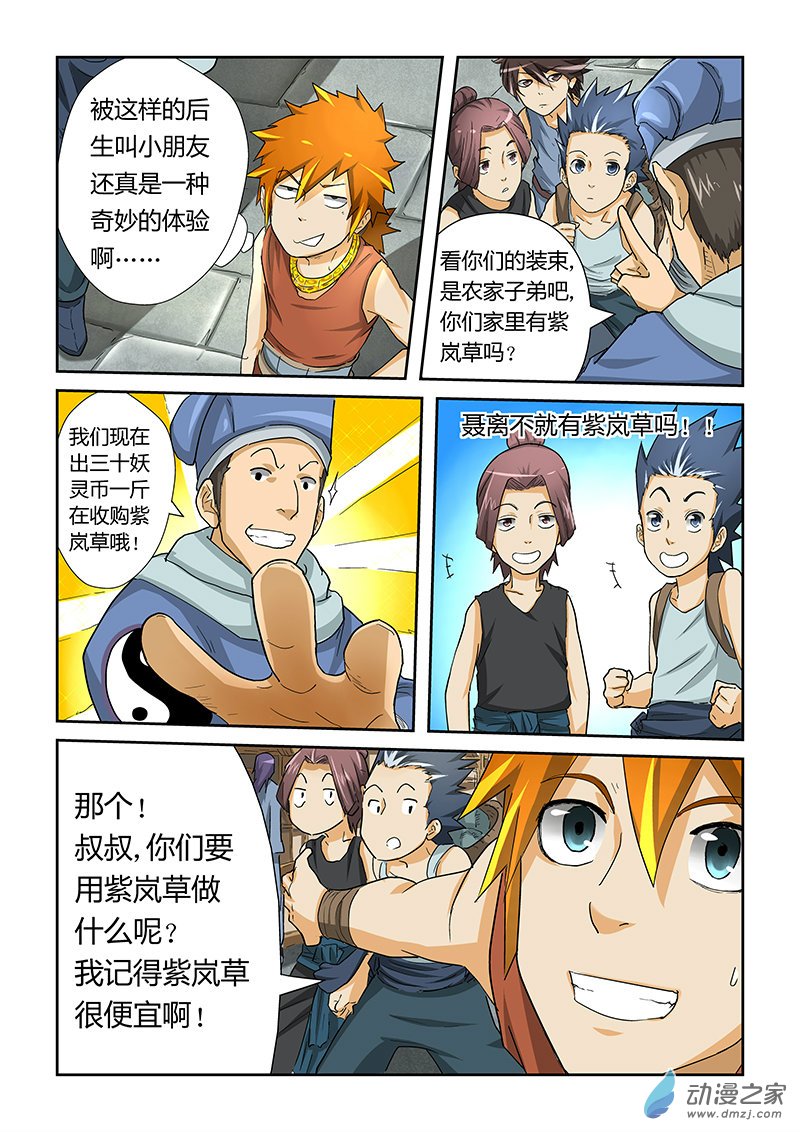 被这样的后
生叫小朋友
还真是一种
奇妙的体验
啊……
看你们的装束,
是农家子弟吧,
你们家里有紫
岚草吗？
我们现在
出三十妖
灵币一斤
在收购紫
岚草哦！
聂离不就有紫岚草吗！！
那个！
叔叔,你们要
用紫岚草做
什么呢？
我记得紫岚草
很便宜啊！
动漫之家
www.dmzj.com